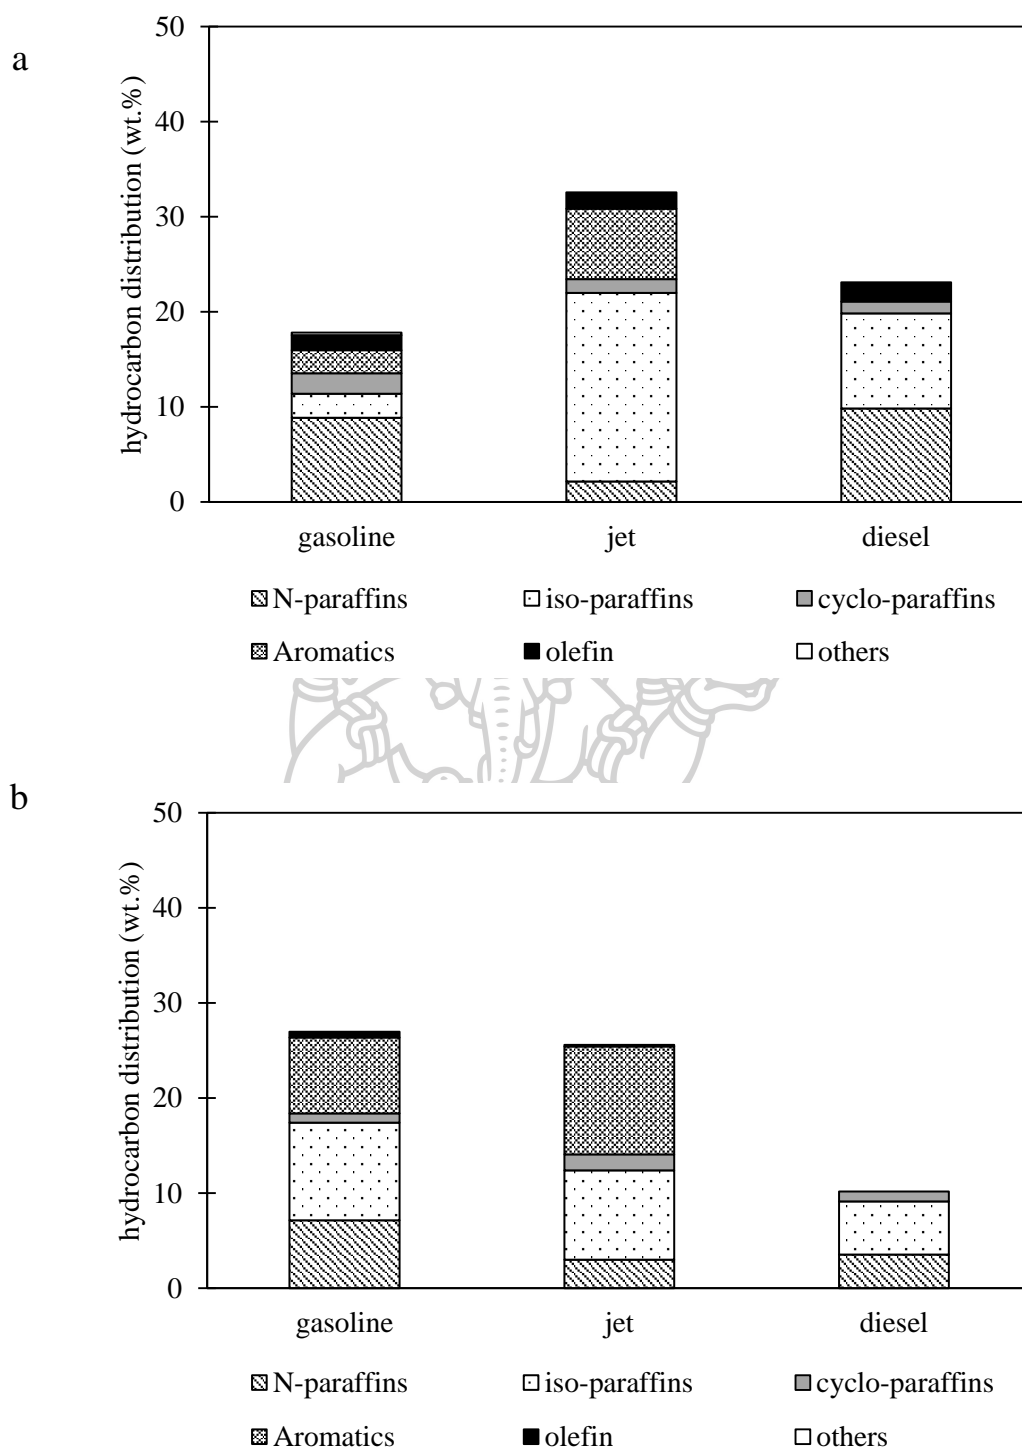 a
hydrocarbon distribution (wt.%)
50
40
30
20
10
0
gasoline jet diesel
N-paraffins iso-paraffins cyclo-paraffins
Aromatics olefin others
b
hydrocarbon distribution (wt.%)
50
40
30
20
10
0
gasoline jet diesel
N-paraffins iso-paraffins cyclo-paraffins
Aromatics olefin others